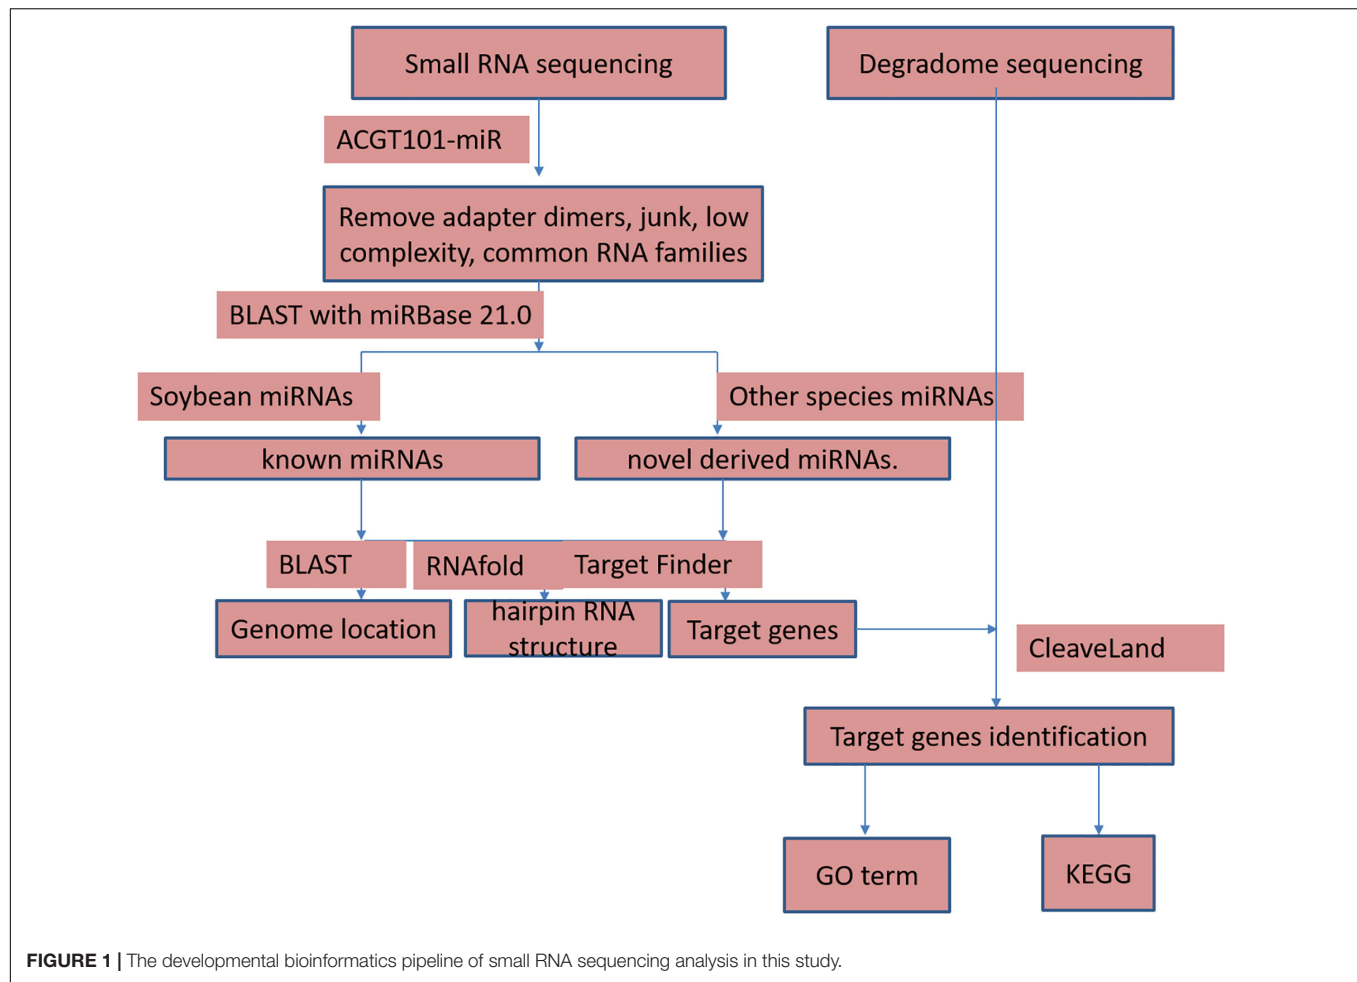 Small RNA sequencing
Degradome sequencing
ACGT101-miR
Remove adapter dimers, junk, low
complexity, common RNA families
BLAST with miRBase 21.0
Soybean miRNAs
Other species miRNAs
known miRNAs
novel derived miRNAs.
BLAST
RNAfold
Target Finder
Genome location
hairpin RNA
structure
Target genes
CleaveLand
Target genes identification
GO term
KEGG
FIGURE 1 | The developmental bioinformatics pipeline of small RNA sequencing analysis in this study.